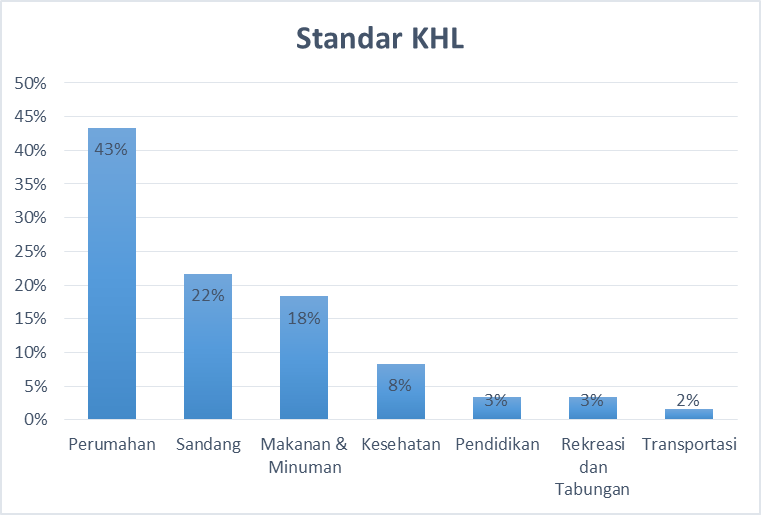 Standar KHL
50%
45%
40%
35%
30%
25%
20%
15%
10%
5%
0%
43%
22%
18%
8%
3%
3%
2%
Perumahan
Sandang
Makanan &
Minuman
Kesehatan
Pendidikan
Rekreasi
dan
Tabungan
Transportasi